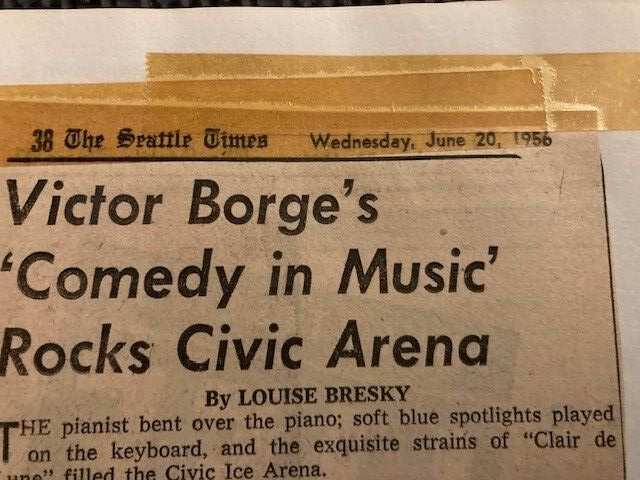 38 The Seattle Times Wednesday, June 20, 1956
Victor Borge's
'Comedy in Music'
Rocks Civic Arena
By LOUISE BRESKY
THE pianist bent over the piano; soft blue spotlights played
on the keyboard, and the exquisite strains of "Clair de
Lune" filled the Civic Ice Arena.